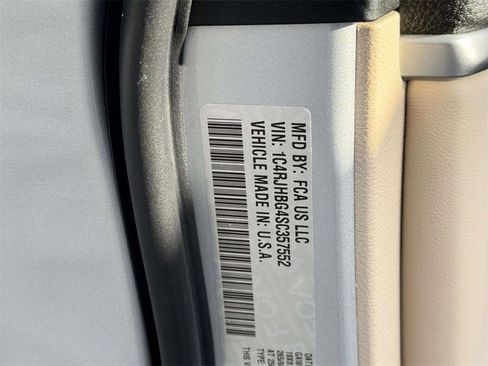 MFD BY: FCA US LLC
VIN: 1C4RJHBG4SC357552
VEHICLE MADE IN: U.S.A.